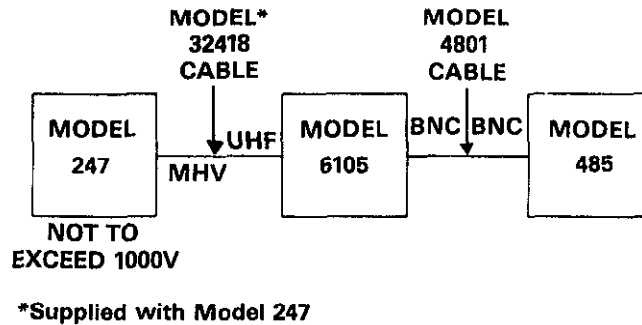 MODEL*
32418
CABLE
MODEL
4801
CABLE
MODEL
247
UHF
MHV
MODEL
6105
BNC BNC
MODEL
485
NOT TO
EXCEED 1000V
*Supplied with Model 247